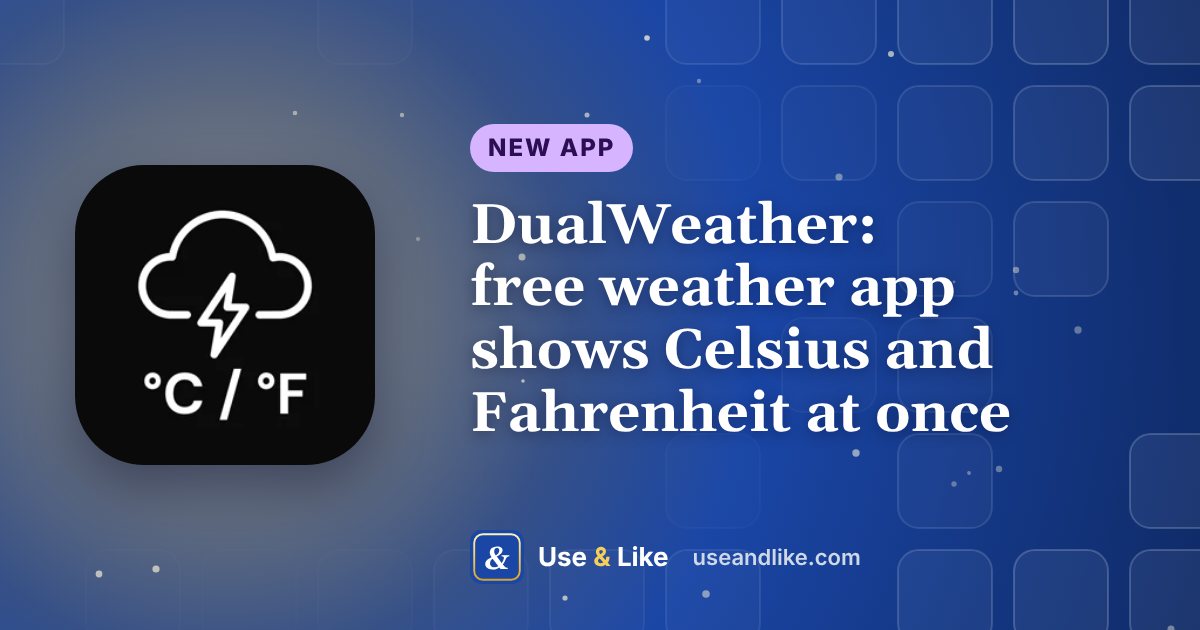 NEW APP
DualWeather:
free weather app
shows Celsius and
Fahrenheit at once
°C / °F
& Use & Like useandlike.com